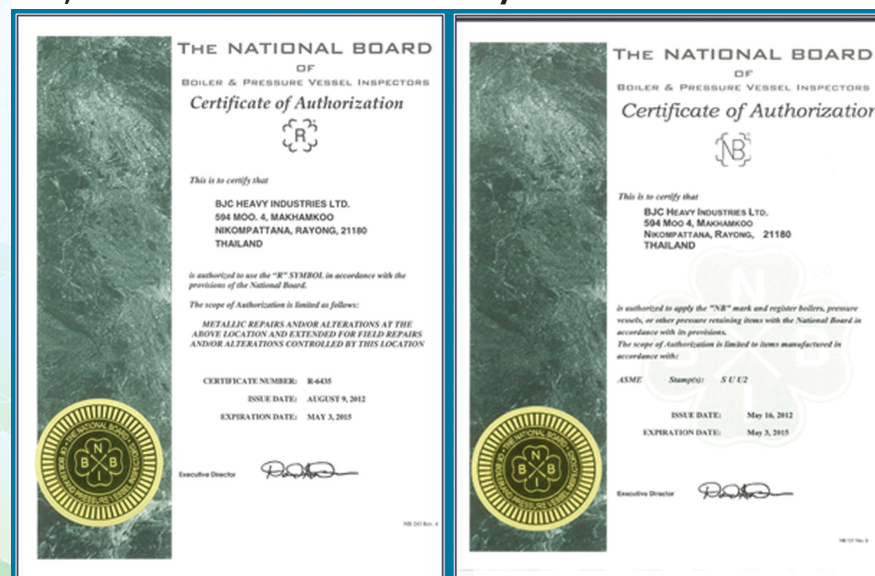 THE NATIONAL BOARD
OF
BOILER & PRESSURE VESSEL INSPECTORS
Certificate of Authorization
R
This is to certify that
BJC HEAVY INDUSTRIES LTD.
594 MOO. 4, MAKHAMKOO
NIKOMPATTANA, RAYONG, 21180
THAILAND
is authorized to use the "R" SYMBOL in accordance with the
provisions of the National Board.
The scope of Authorization is limited as follows:
METALLIC REPAIRS AND/OR ALTERATIONS AT THE
ABOVE LOCATION AND EXTENDED FOR FIELD REPAIRS
AND/OR ALTERATIONS CONTROLLED BY THIS LOCATION
CERTIFICATE NUMBER: R-6435
ISSUE DATE: AUGUST 9, 2012
EXPIRATION DATE: MAY 3, 2015
Executive Director
THE NATIONAL BOARD
N
B B
I
THE NATIONAL BOARD
OF
BOILER & PRESSURE VESSEL INSPECTORS
Certificate of Authorization
NB
This is to certify that
BJC HEAVY INDUSTRIES LTD.
594 MOO 4, MAKHAMKOO
NIKOMPATTANA, RAYONG, 21180
THAILAND
is authorized to apply the "NB" mark and register boilers, pressure
vessels, or other pressure retaining items with the National Board in
accordance with its provisions.
The scope of Authorization is limited to items manufactured in
accordance with:
ASME Stamp(s): S U U2
ISSUE DATE: May 16, 2012
EXPIRATION DATE: May 3, 2015
Executive Director
THE NATIONAL BOARD
N
B B
I